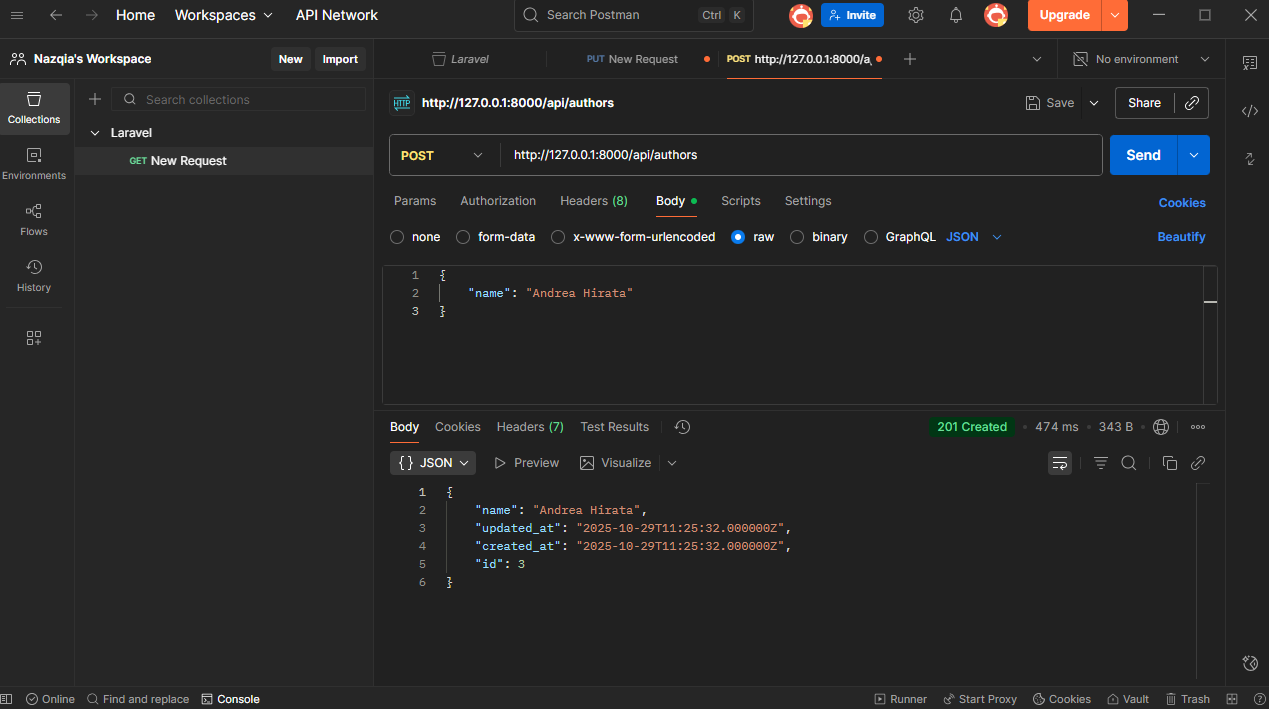 Home Workspaces API Network Search Postman Ctrl K Invite Upgrade
Nazqia's Workspace New Import Laravel PUT New Request POST http://127.0.0.1:8000/a No environment
Collections
Environments
Flows
History
Search collections
Laravel
GET New Request
HTTP http://127.0.0.1:8000/api/authors Save Share
POST http://127.0.0.1:8000/api/authors Send
Params Authorization Headers (8) Body Scripts Settings Cookies
none form-data x-www-form-urlencoded raw binary GraphQL JSON Beautify
1 {
2 "name": "Andrea Hirata"
3 }
Body Cookies Headers (7) Test Results 201 Created 474 ms 343 B
{} JSON Preview Visualize
1 {
2 "name": "Andrea Hirata",
3 "updated_at": "2025-10-29T11:25:32.000000Z",
4 "created_at": "2025-10-29T11:25:32.000000Z",
5 "id": 3
6 }
Online Find and replace Console Runner Start Proxy Cookies Vault Trash